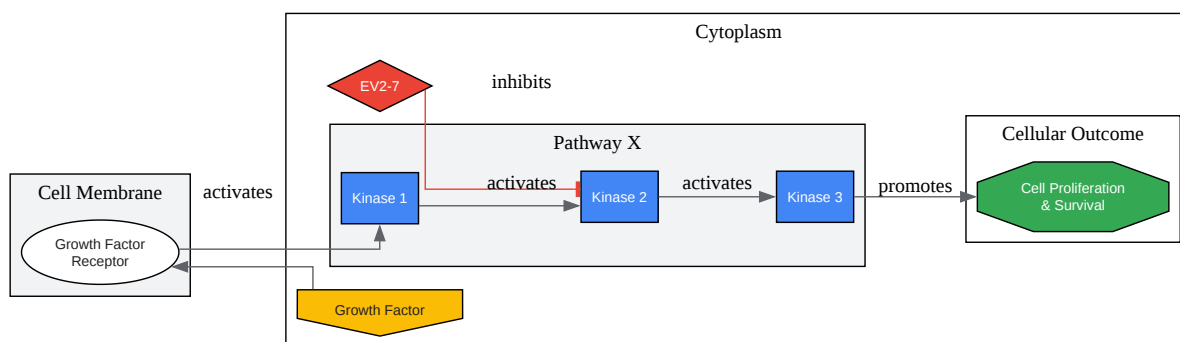 Cytoplasm
EV2-7
inhibits
Pathway X
Cellular Outcome
Cell Membrane
activates
Kinase 1
activates
Kinase 2
activates
Kinase 3
promotes
Cell Proliferation
& Survival
Growth Factor
Receptor
Growth Factor